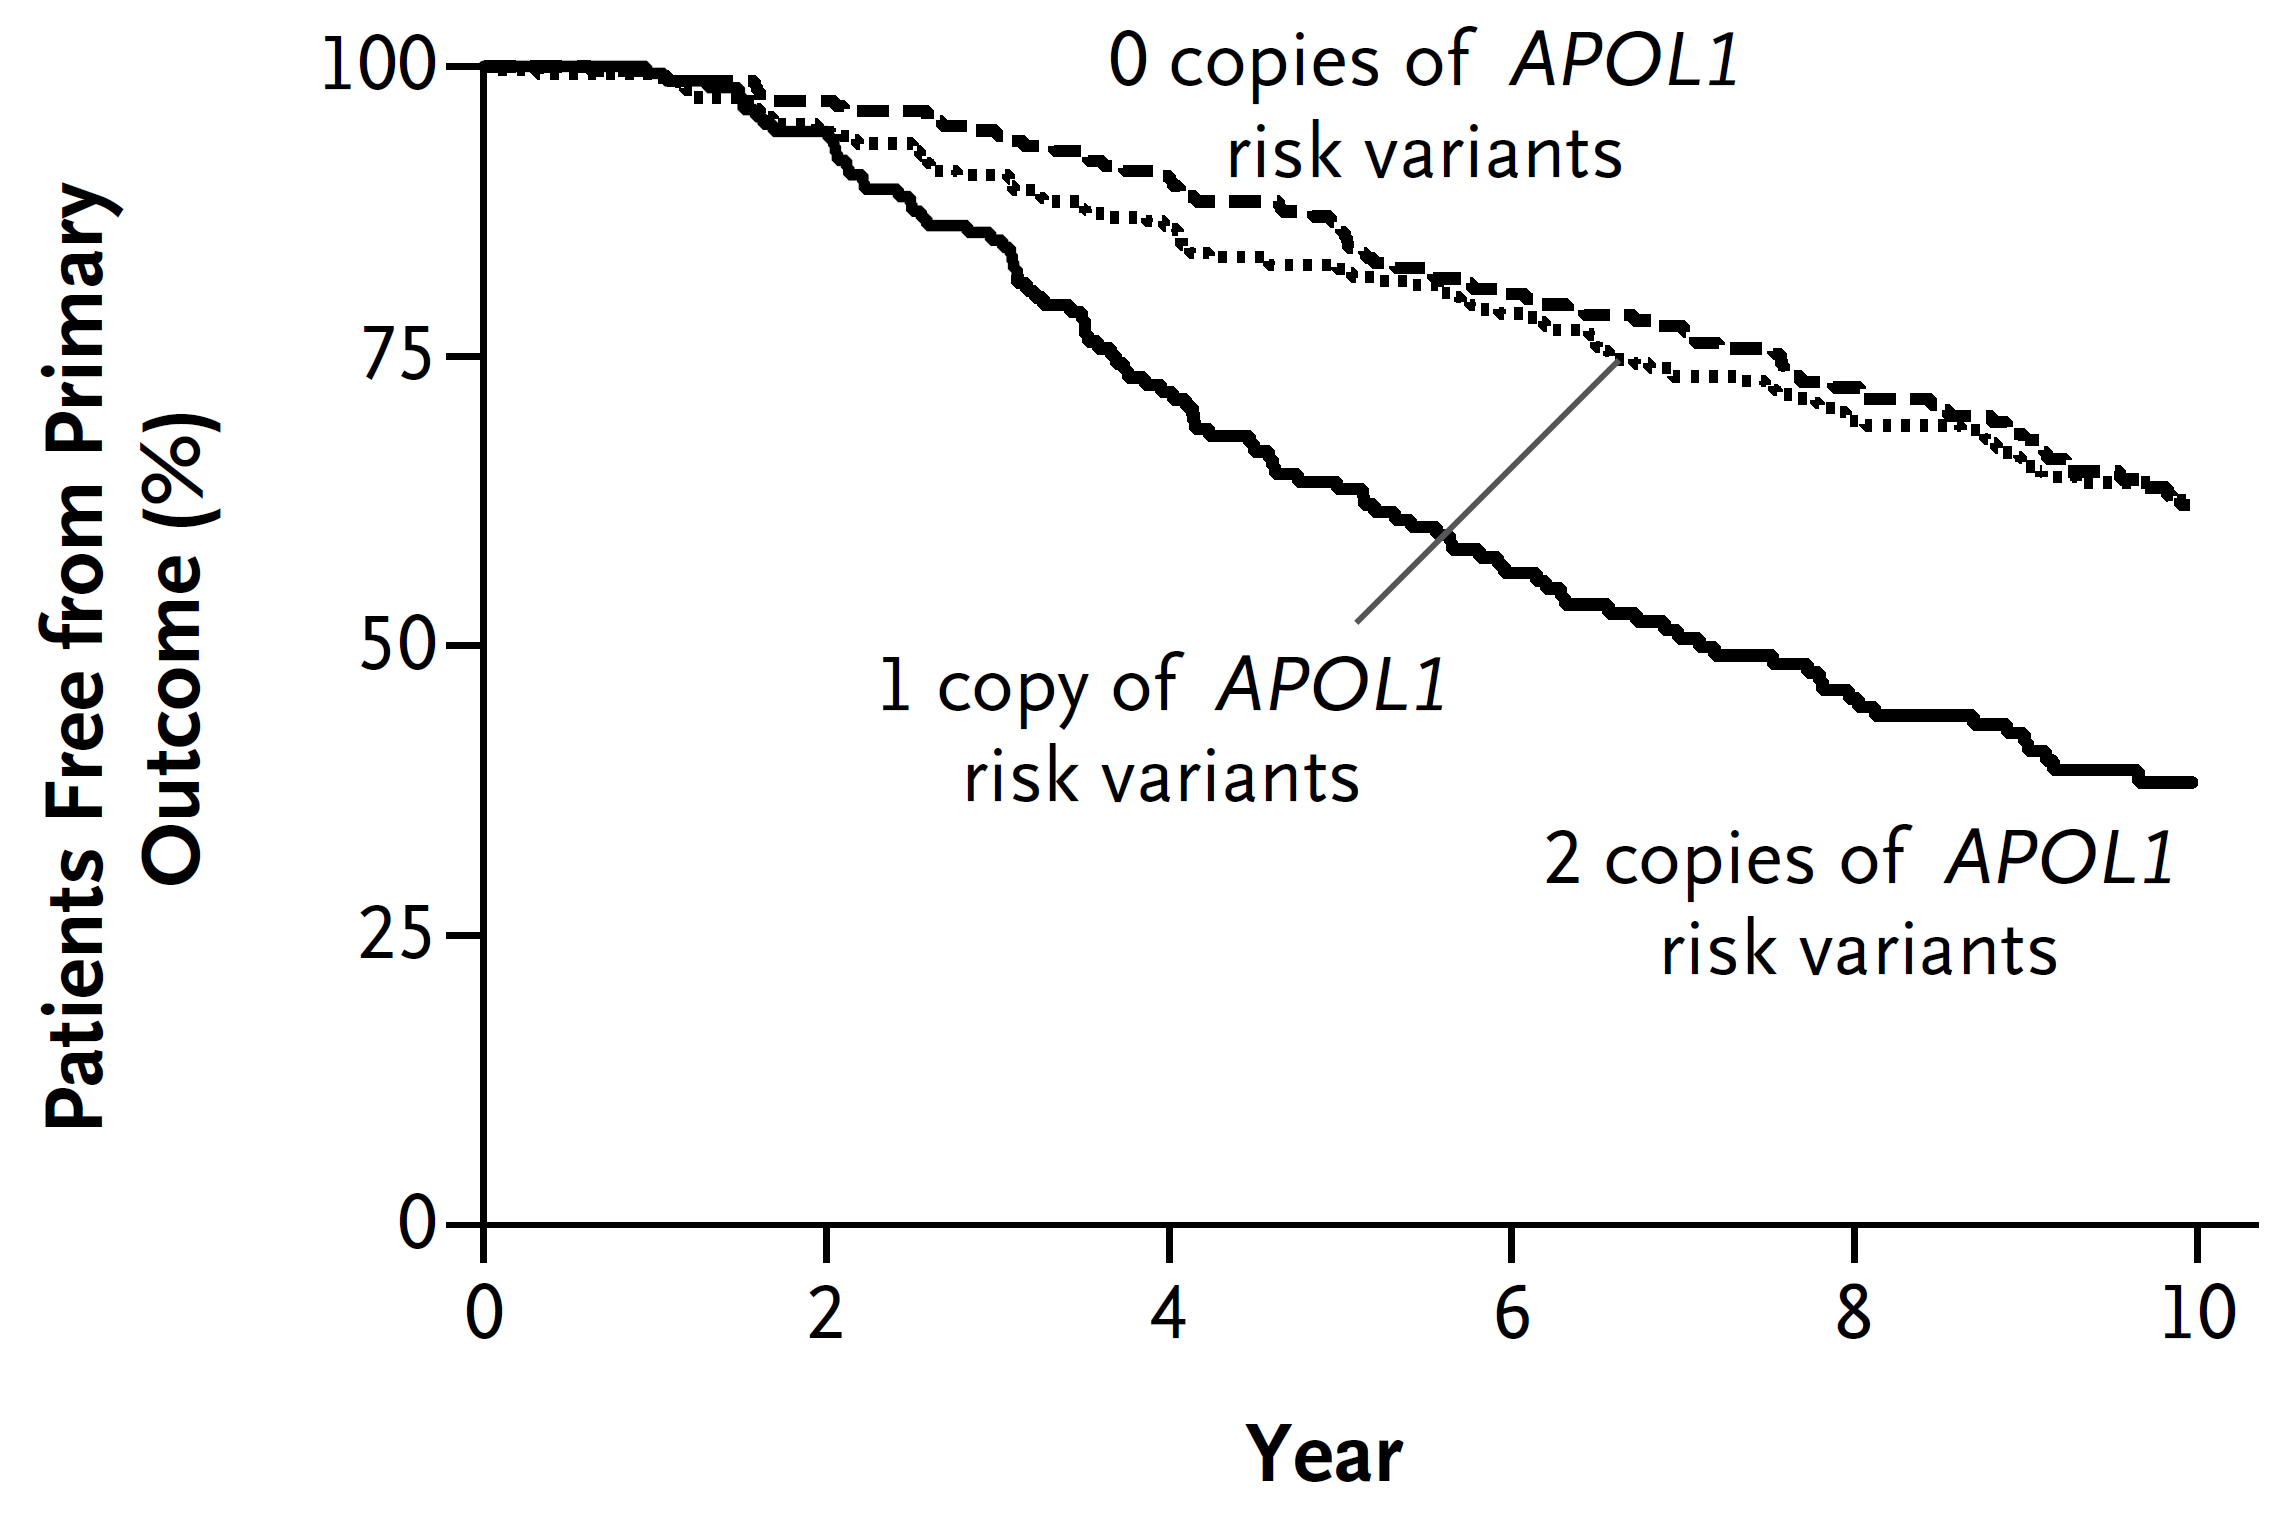 Patients Free from Primary
Outcome (%)
100
75
50
25
0
0 copies of APOL1
risk variants
1 copy of APOL1
risk variants
2 copies of APOL1
risk variants
0 2 4 6 8 10
Year